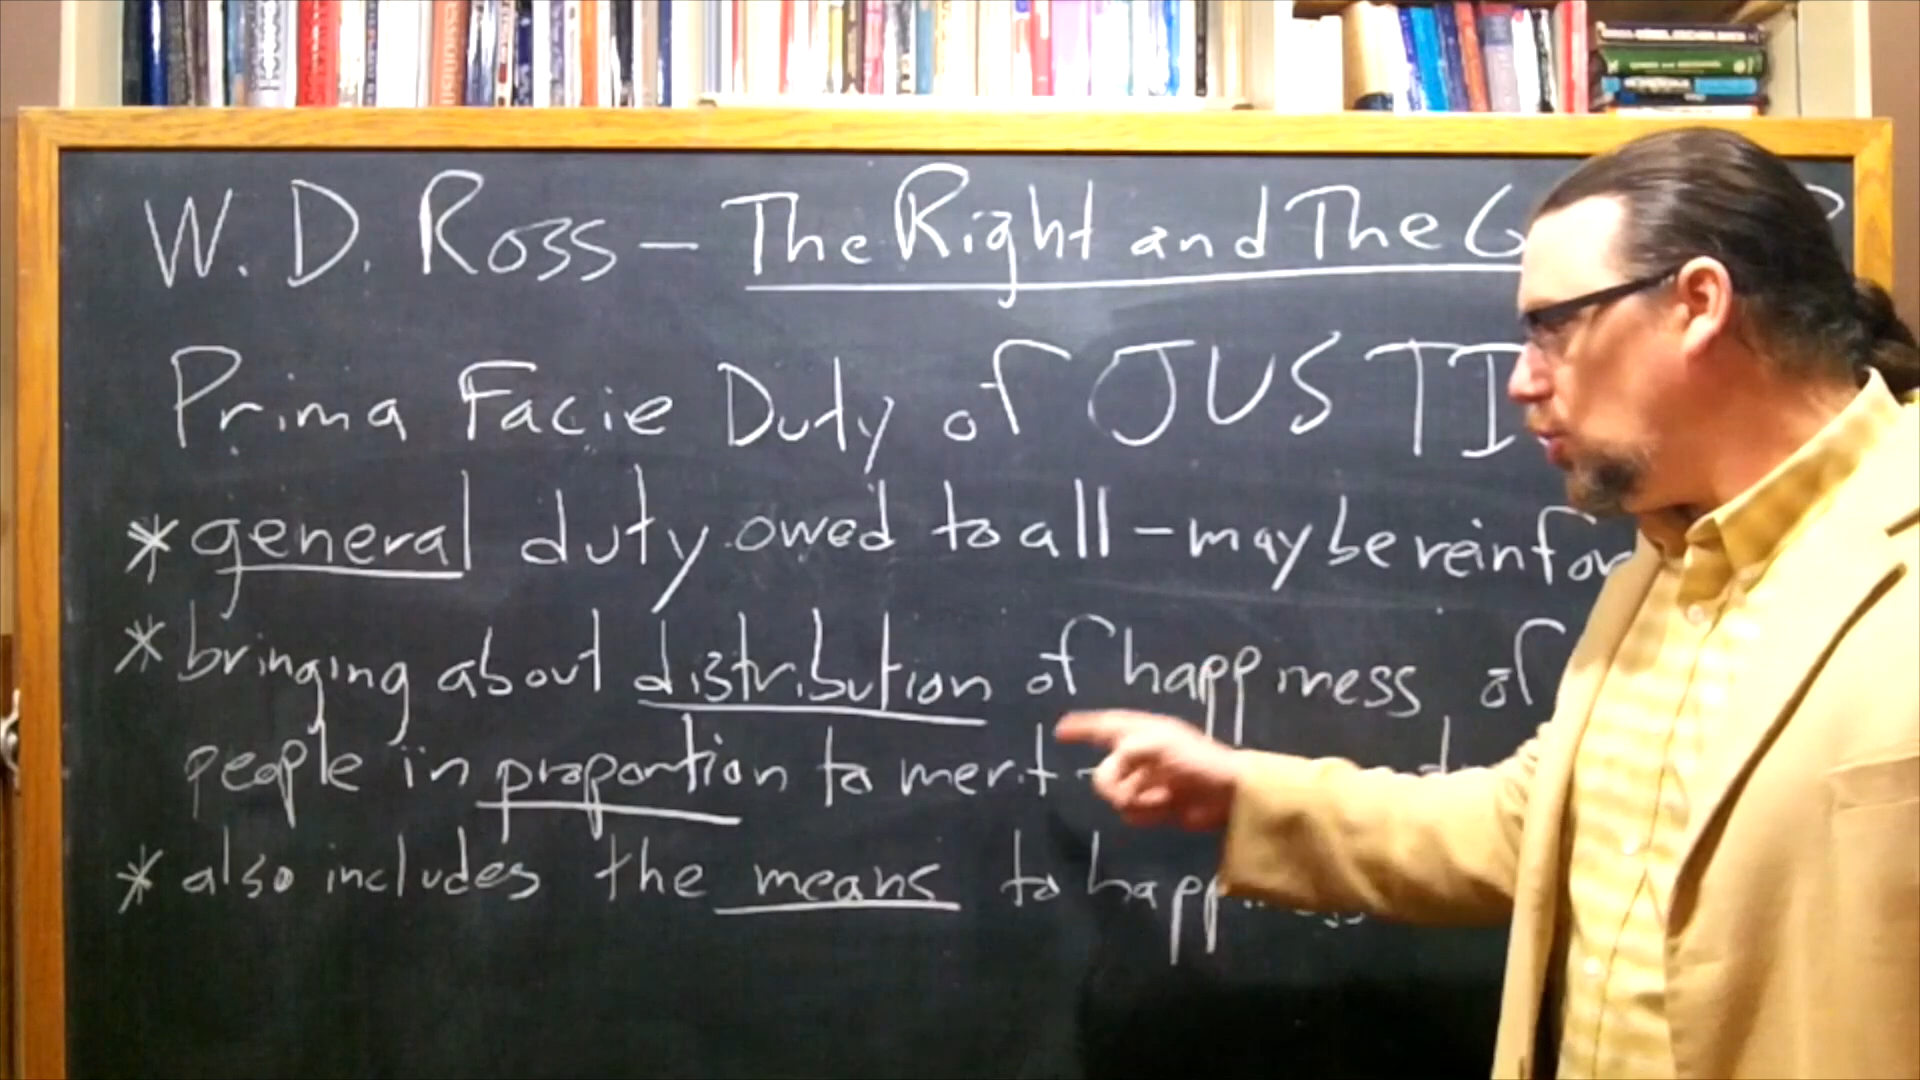 W. D. Ross – The Right and The G
Prima Facie Duty of JUSTI
* general duty owed to all – may be reinfor
* bringing about distribution of happiness of
people in proportion to merit
* also includes the means to happiness